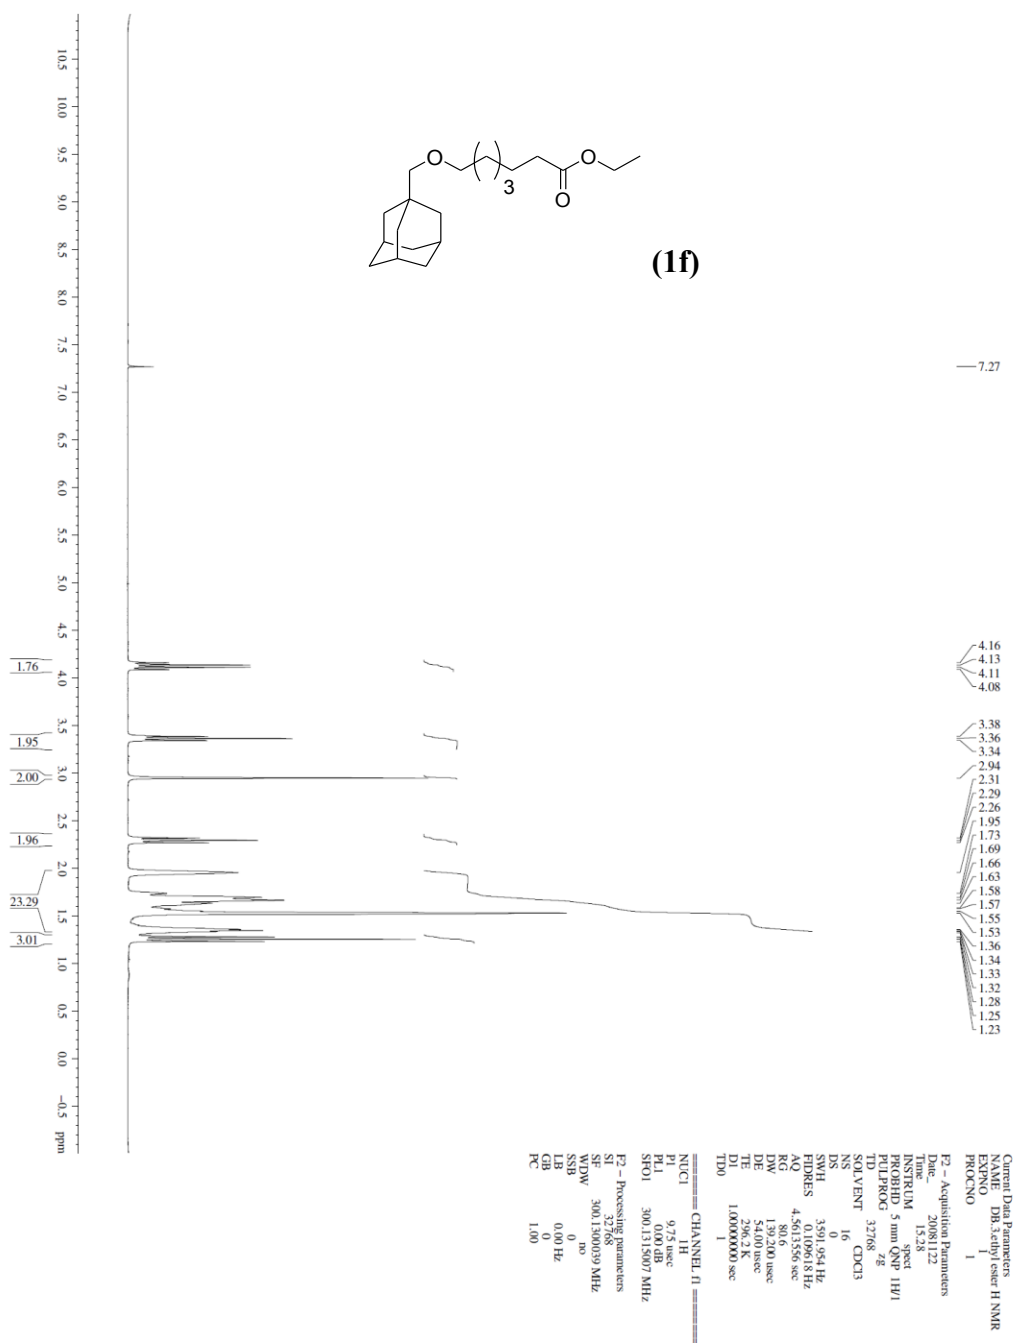 O
O
3
O
(1f)
7.27
4.16
4.13
4.11
4.08
3.38
3.36
3.34
2.94
2.31
2.29
2.26
1.95
1.73
1.69
1.66
1.63
1.58
1.57
1.55
1.53
1.36
1.34
1.33
1.32
1.28
1.25
1.23
10.5
10.0
9.5
9.0
8.5
8.0
7.5
7.0
6.5
6.0
5.5
5.0
4.5
4.0
3.5
3.0
2.5
2.0
1.5
1.0
0.5
0.0
−0.5
ppm
1.76
1.95
2.00
1.96
23.29
3.01
Current Data Parameters
NAME DB.3.ethyl ester H NMR
EXPNO 1
PROCNO 1
F2 − Acquisition Parameters
Date_ 20081122
Time 15.28
INSTRUM spect
PROBHD 5 mm QNP 1H/1
PULPROG zg
TD 32768
SOLVENT CDCl3
NS 16
DS 0
SWH 3591.954 Hz
FIDRES 0.109618 Hz
AQ 4.5613556 sec
RG 80.6
DW 139.200 usec
DE 54.00 usec
TE 296.2 K
D1 1.00000000 sec
TD0 1
======== CHANNEL f1 ========
NUC1 1H
P1 9.75 usec
PL1 0.00 dB
SFO1 300.1315007 MHz
F2 − Processing parameters
SI 32768
SF 300.1300039 MHz
WDW no
SSB 0
LB 0.00 Hz
GB 0
PC 1.00